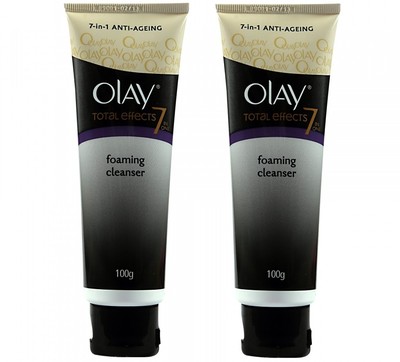 7-in-1 ANTI-AGEING
OLAY®
TOTAL EFFECTS 7
foaming
cleanser
100g
7-in-1 ANTI-AGEING
OLAY®
TOTAL EFFECTS 7
foaming
cleanser
100g